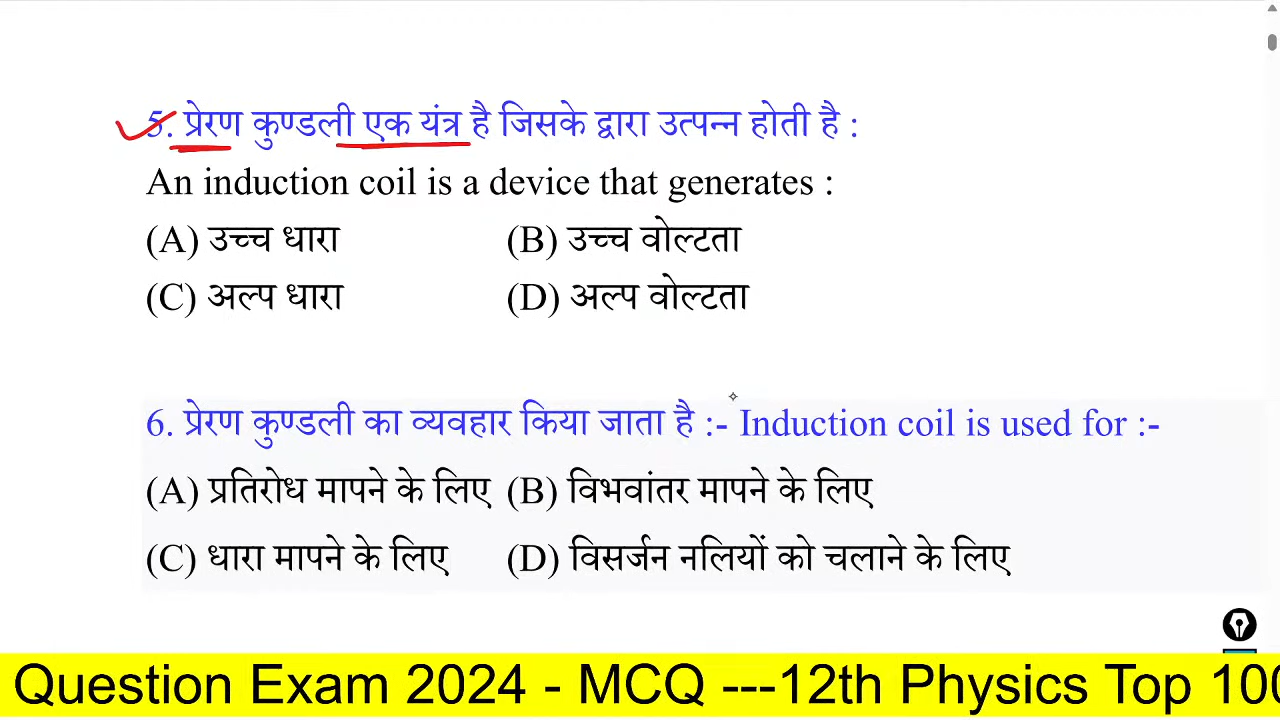 5. प्रेरण कुण्डली एक यंत्र है जिसके द्वारा उत्पन्न होती है :
An induction coil is a device that generates :
(A) उच्च धारा (B) उच्च वोल्टता
(C) अल्प धारा (D) अल्प वोल्टता
6. प्रेरण कुण्डली का व्यवहार किया जाता है :- Induction coil is used for :-
(A) प्रतिरोध मापने के लिए (B) विभवांतर मापने के लिए
(C) धारा मापने के लिए (D) विसर्जन नलियों को चलाने के लिए
Question Exam 2024 - MCQ ---12th Physics Top 100